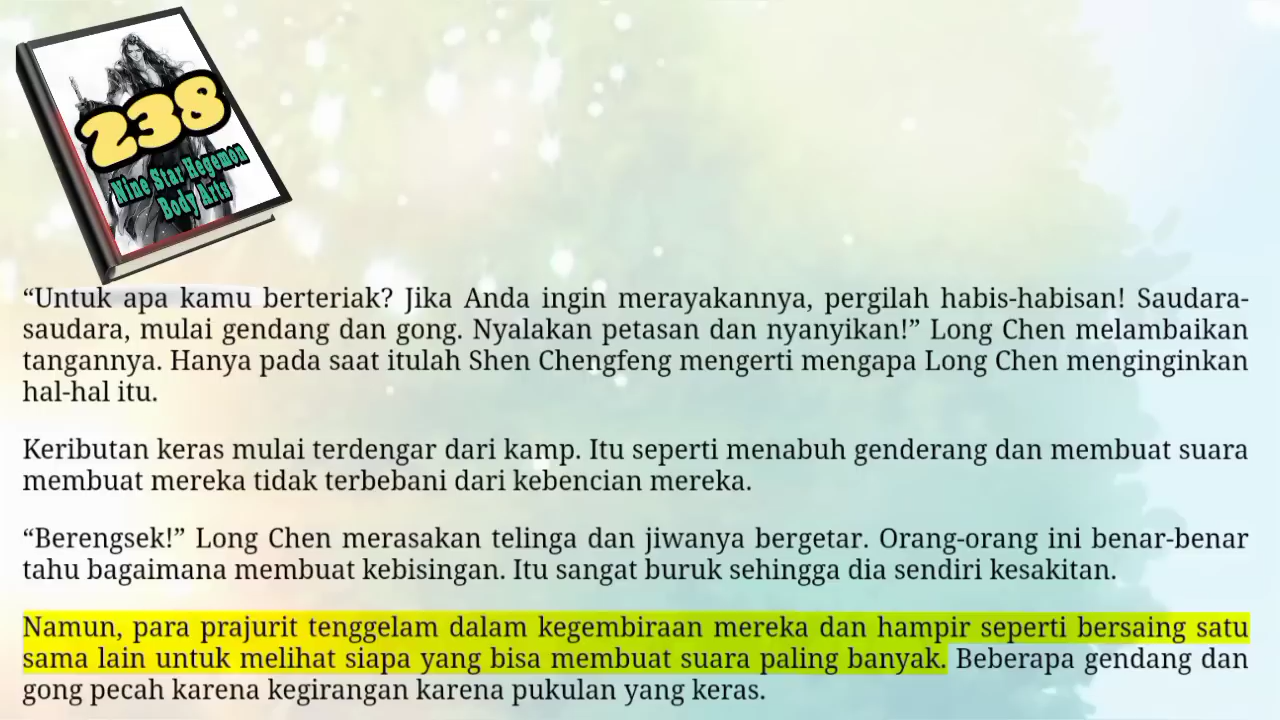 238
Nine Star Hegemon
Body Arts
“Untuk apa kamu berteriak? Jika Anda ingin merayakannya, pergilah habis-habisan! Saudara-
saudara, mulai gendang dan gong. Nyalakan petasan dan nyanyikan!” Long Chen melambaikan
tangannya. Hanya pada saat itulah Shen Chengfeng mengerti mengapa Long Chen menginginkan
hal-hal itu.
Keributan keras mulai terdengar dari kamp. Itu seperti menabuh genderang dan membuat suara
membuat mereka tidak terbebani dari kebencian mereka.
“Berengsek!” Long Chen merasakan telinga dan jiwanya bergetar. Orang-orang ini benar-benar
tahu bagaimana membuat kebisingan. Itu sangat buruk sehingga dia sendiri kesakitan.
Namun, para prajurit tenggelam dalam kegembiraan mereka dan hampir seperti bersaing satu
sama lain untuk melihat siapa yang bisa membuat suara paling banyak. Beberapa gendang dan
gong pecah karena kegirangan karena pukulan yang keras.